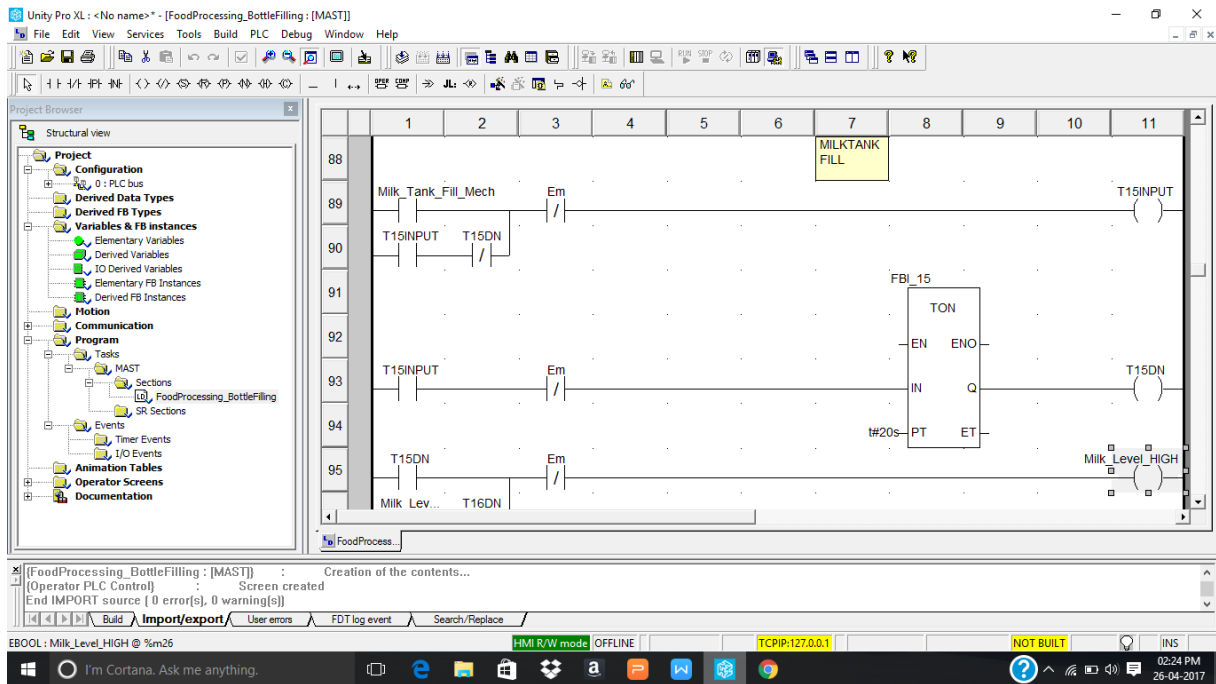 Unity Pro XL : <No name>* - [FoodProcessing_BottleFilling : [MAST]]
File Edit View Services Tools Build PLC Debug Window Help
Project Browser
Structural view
Project
Configuration
0 : PLC bus
Derived Data Types
Derived FB Types
Variables & FB instances
Elementary Variables
Derived Variables
IO Derived Variables
Elementary FB Instances
Derived FB Instances
Motion
Communication
Program
Tasks
MAST
Sections
FoodProcessing_BottleFilling
SR Sections
Events
Timer Events
I/O Events
Animation Tables
Operator Screens
Documentation
1 2 3 4 5 6 7 8 9 10 11
88 MILKTANK
FILL
Milk_Tank_Fill_Mech Em T15INPUT
89
T15INPUT T15DN
90
91 FBI_15
TON
92 EN ENO
T15INPUT Em T15DN
93 IN Q
94 t#20s PT ET
T15DN Em Milk_Level_HIGH
95
Milk_Lev... T16DN
FoodProcess...
{FoodProcessing_BottleFilling : [MAST]} : Creation of the contents...
{Operator PLC Control} : Screen created
End IMPORT source [ 0 error(s), 0 warning(s)]
Build Import/export User errors FDT log event Search/Replace
EBOOL : Milk_Level_HIGH @ %m26 HMI R/W mode OFFLINE TCPIP:127.0.0.1 NOT BUILT INS
I'm Cortana. Ask me anything. 02:24 PM
26-04-2017